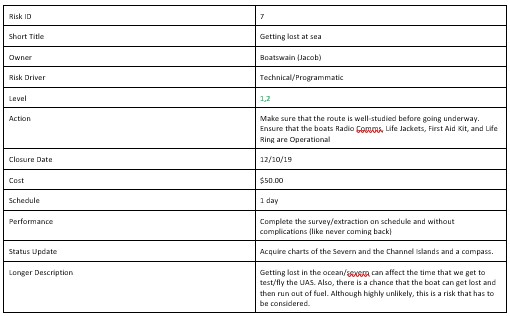 Risk ID 7
Short Title Getting lost at sea
Owner Boatswain (Jacob)
Risk Driver Technical/Programmatic
Level 1,2
Action Make sure that the route is well-studied before going underway.
Ensure that the boats Radio Comms, Life Jackets, First Aid Kit, and Life
Ring are Operational
Closure Date 12/10/19
Cost $50.00
Schedule 1 day
Performance Complete the survey/extraction on schedule and without
complications (like never coming back)
Status Update Acquire charts of the Severn and the Channel Islands and a compass.
Longer Description Getting lost in the ocean/severn can affect the time that we get to
test/fly the UAS. Also, there is a chance that the boat can get lost and
then run out of fuel. Although highly unlikely, this is a risk that has to
be considered.